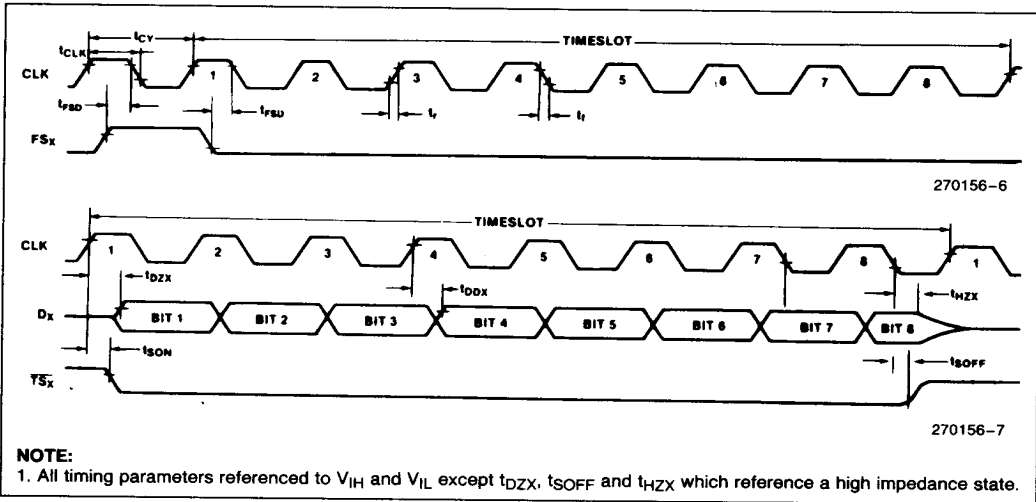 tCY
TIMESLOT
tCLK
CLK
1 2 3 4 5 6 7 8
tFSD
tFSD
tr
tf
FSX
270156–6
TIMESLOT
CLK
1 2 3 4 5 6 7 8 1
tDZX
tDDX
tHZX
DX
BIT 1 BIT 2 BIT 3 BIT 4 BIT 5 BIT 6 BIT 7 BIT 8
tSON
tSOFF
TSX
270156–7
NOTE:
1. All timing parameters referenced to VIH and VIL except tDZX, tSOFF and tHZX which reference a high impedance state.